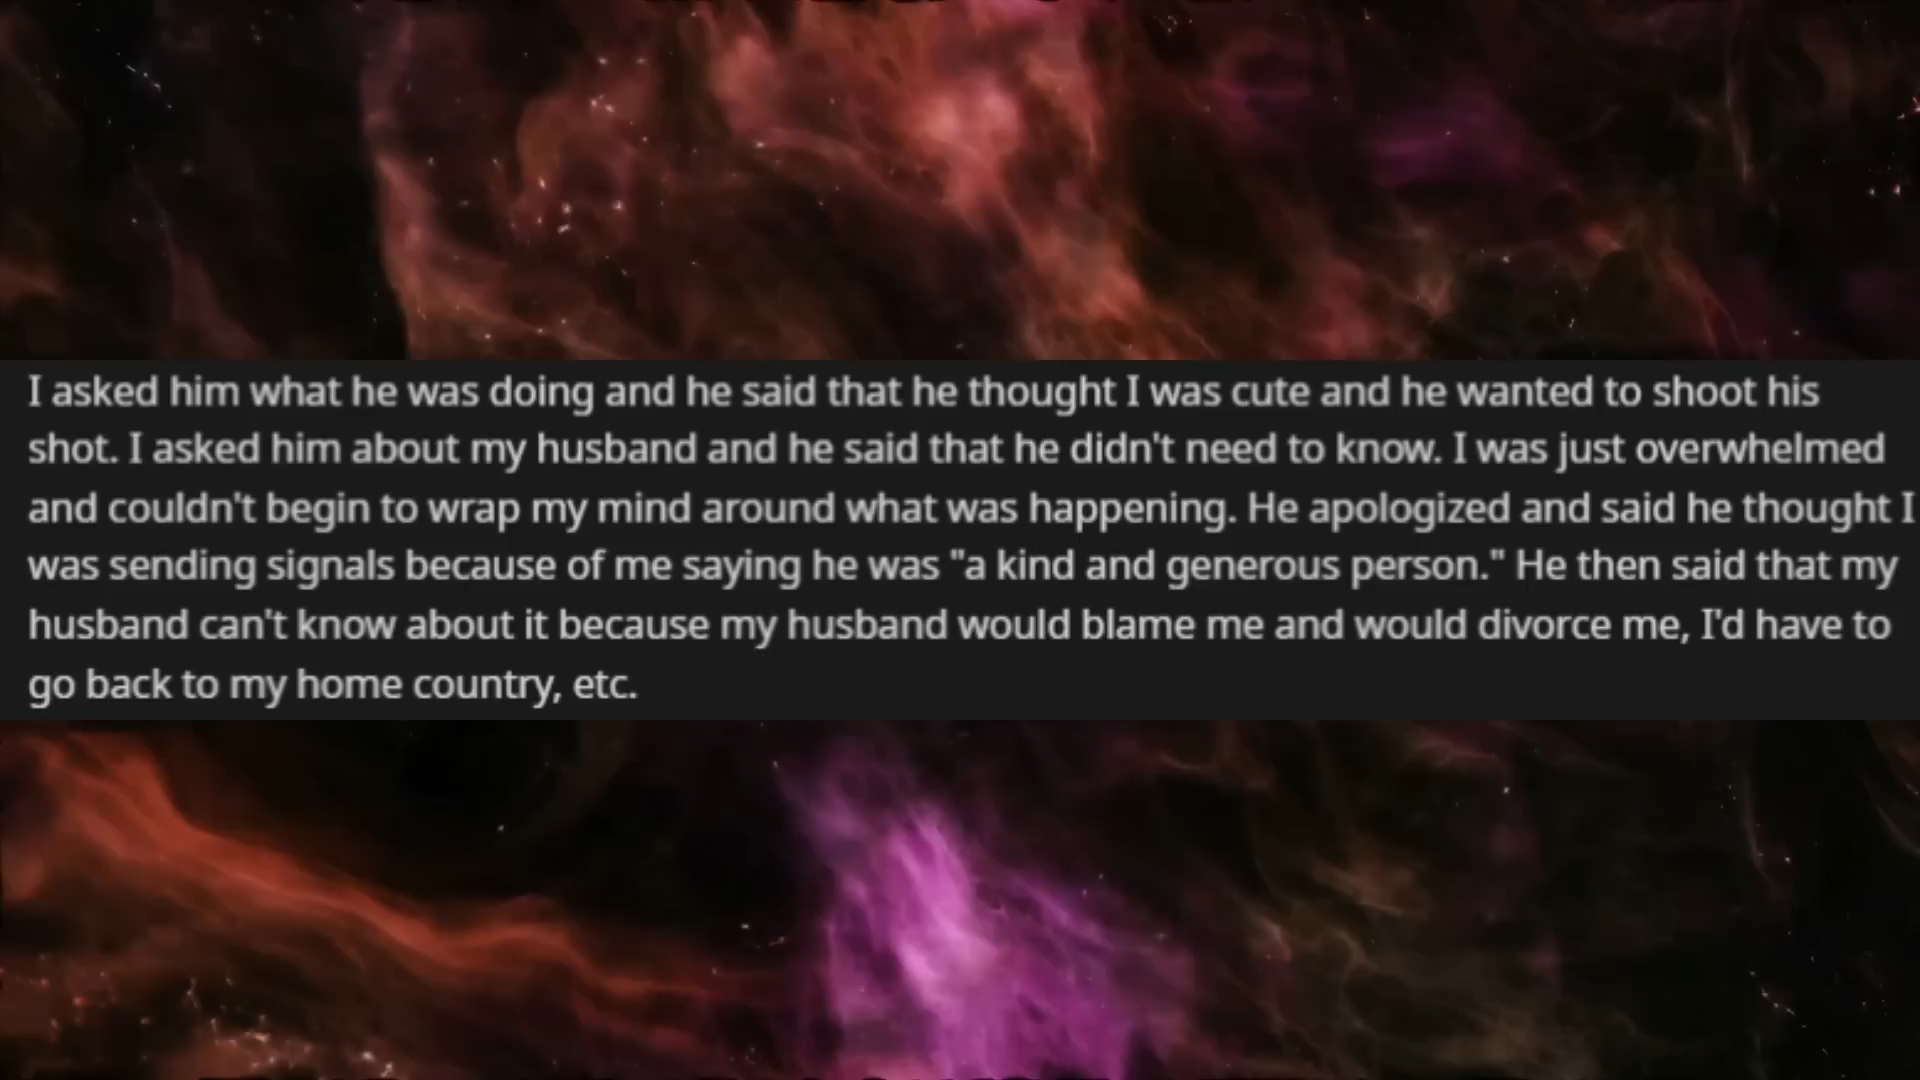 I asked him what he was doing and he said that he thought I was cute and he wanted to shoot his
shot. I asked him about my husband and he said that he didn't need to know. I was just overwhelmed
and couldn't begin to wrap my mind around what was happening. He apologized and said he thought I
was sending signals because of me saying he was "a kind and generous person." He then said that my
husband can't know about it because my husband would blame me and would divorce me, I'd have to
go back to my home country, etc.